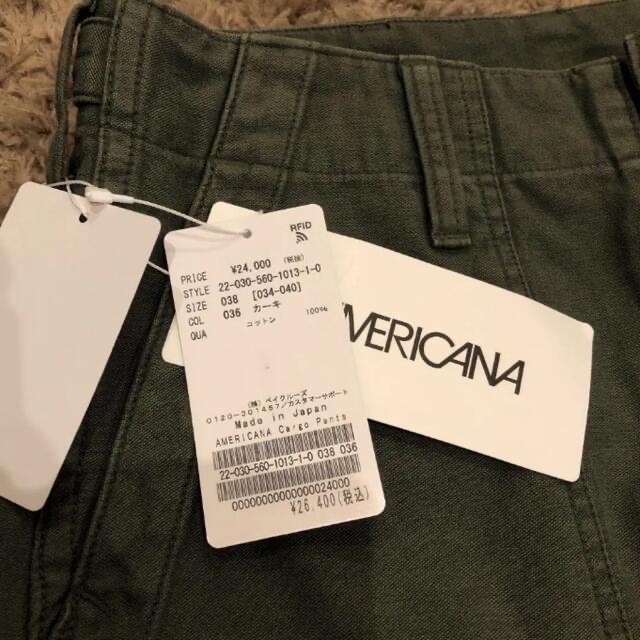 RFID
PRICE ¥24,000 (税抜)
STYLE 22-030-560-1013-1-0
SIZE 038 [034-040]
COL 036 カーキ
QUA コットン 100%
(株) ベイクルーズ
0120-301457/カスタマーサポート
Made in Japan
AMERICANA Cargo Pants
22-030-560-1013-1-0 038 036
00000000000000024000
¥26,400(税込)
MERICANA